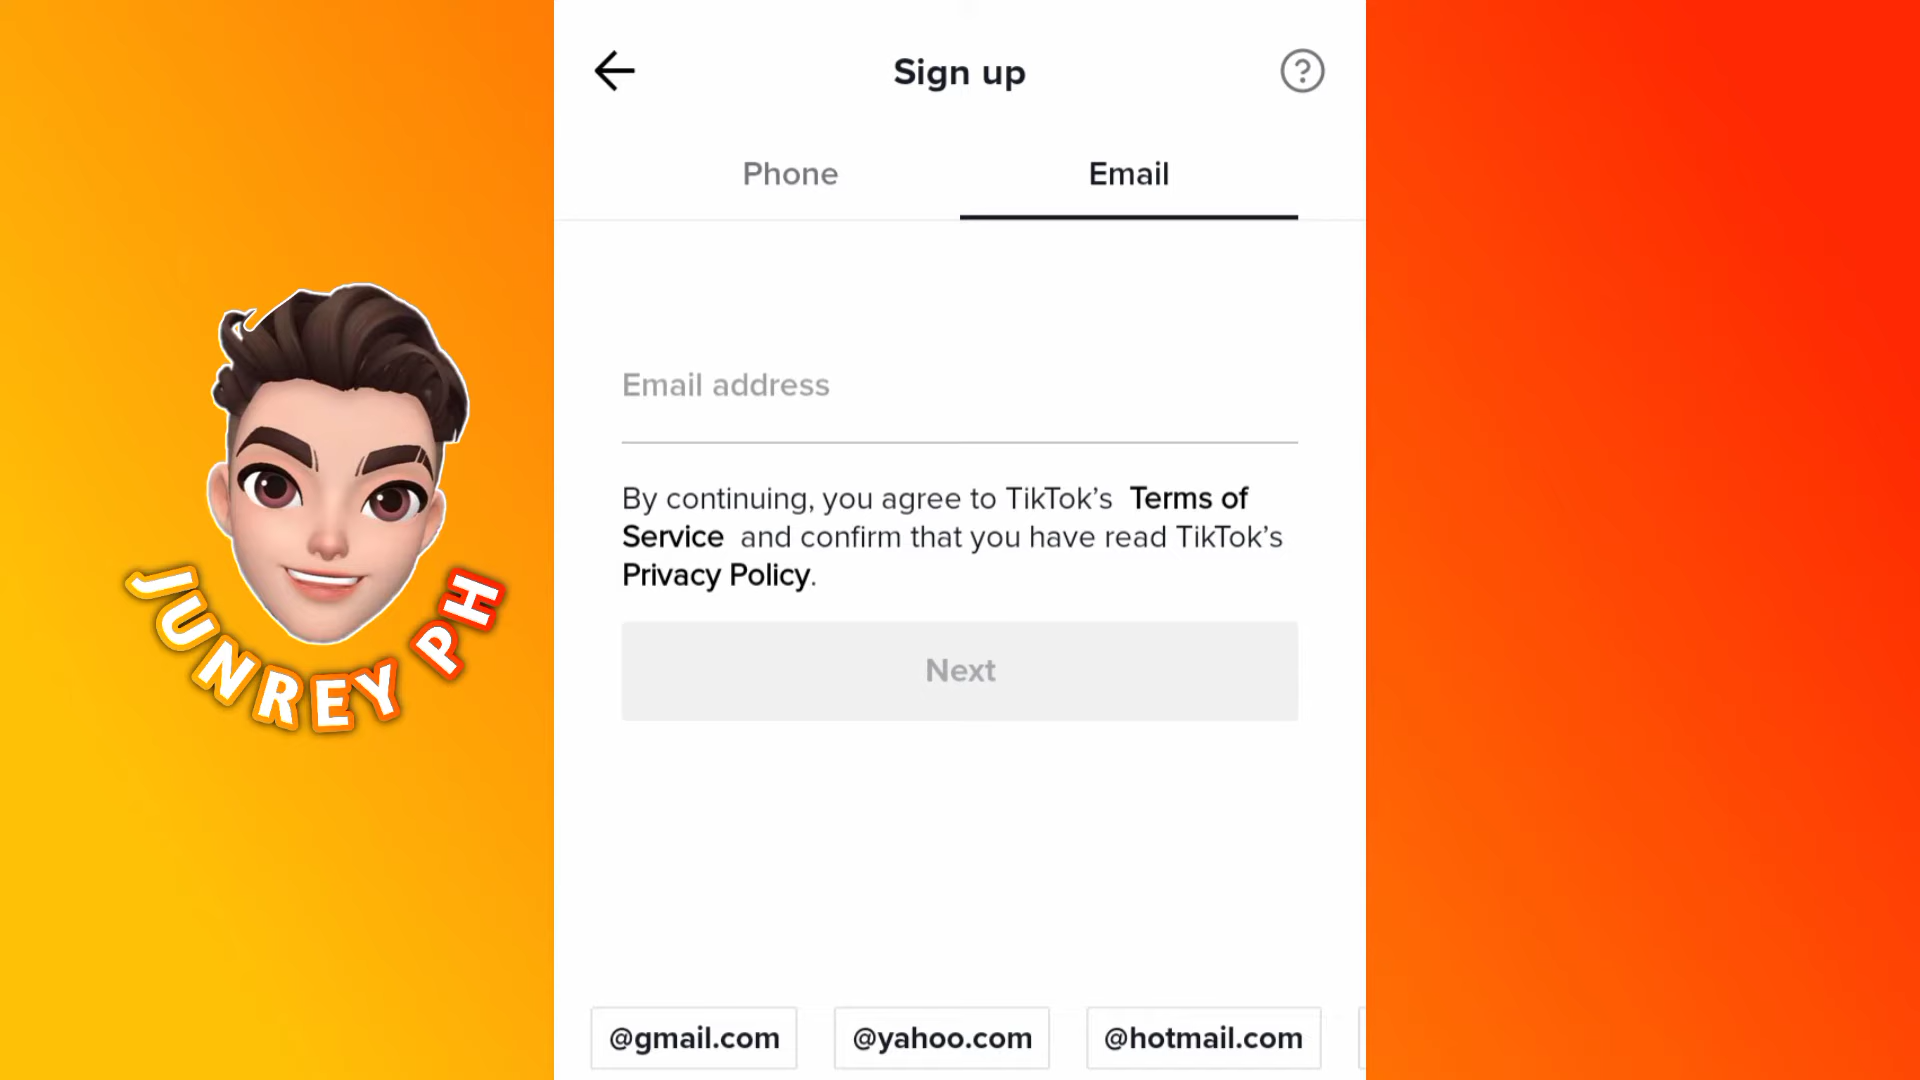 Sign up
?
Phone
Email
Email address
By continuing, you agree to TikTok’s Terms of
Service and confirm that you have read TikTok’s
Privacy Policy.
Next
@gmail.com
@yahoo.com
@hotmail.com
JUNREY PH